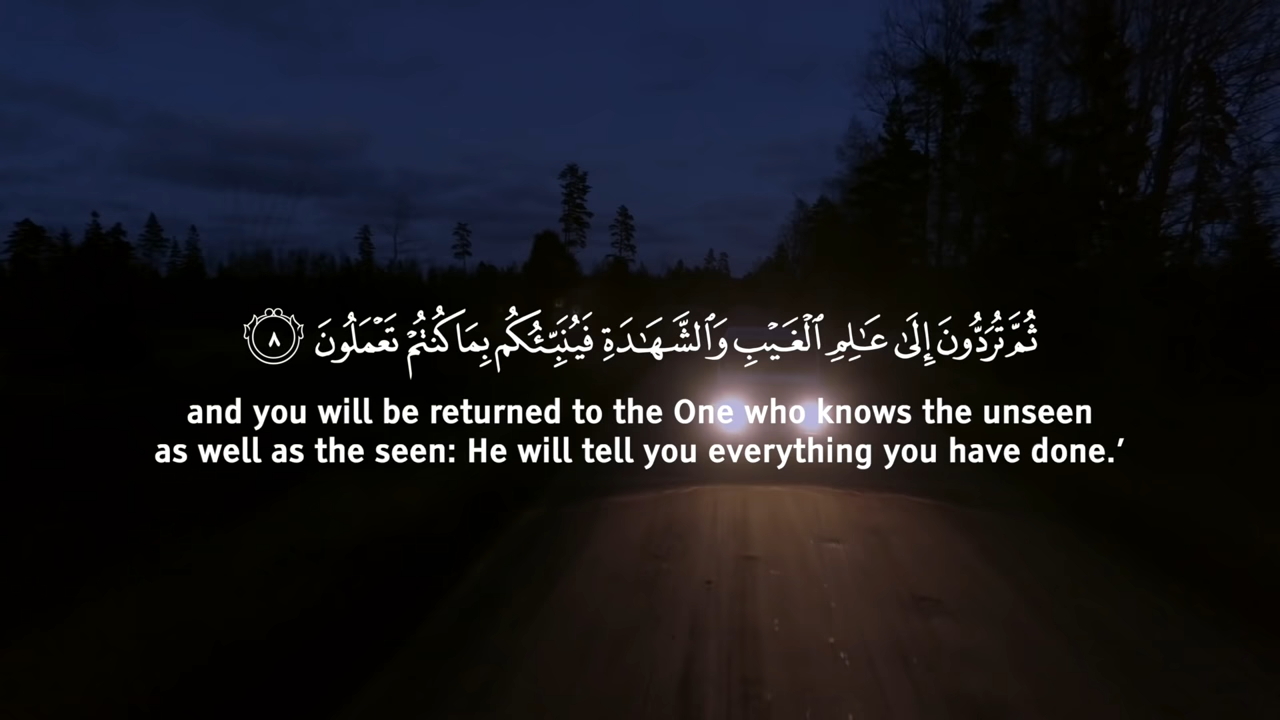 ثُمَّ تُرَدُّونَ إِلَىٰ عَـٰلِمِ ٱلْغَيْبِ وَٱلشَّهَـٰدَةِ فَيُنَبِّئُكُم بِمَا كُنتُمْ تَعْمَلُونَ ٨
and you will be returned to the One who knows the unseen
as well as the seen: He will tell you everything you have done.’